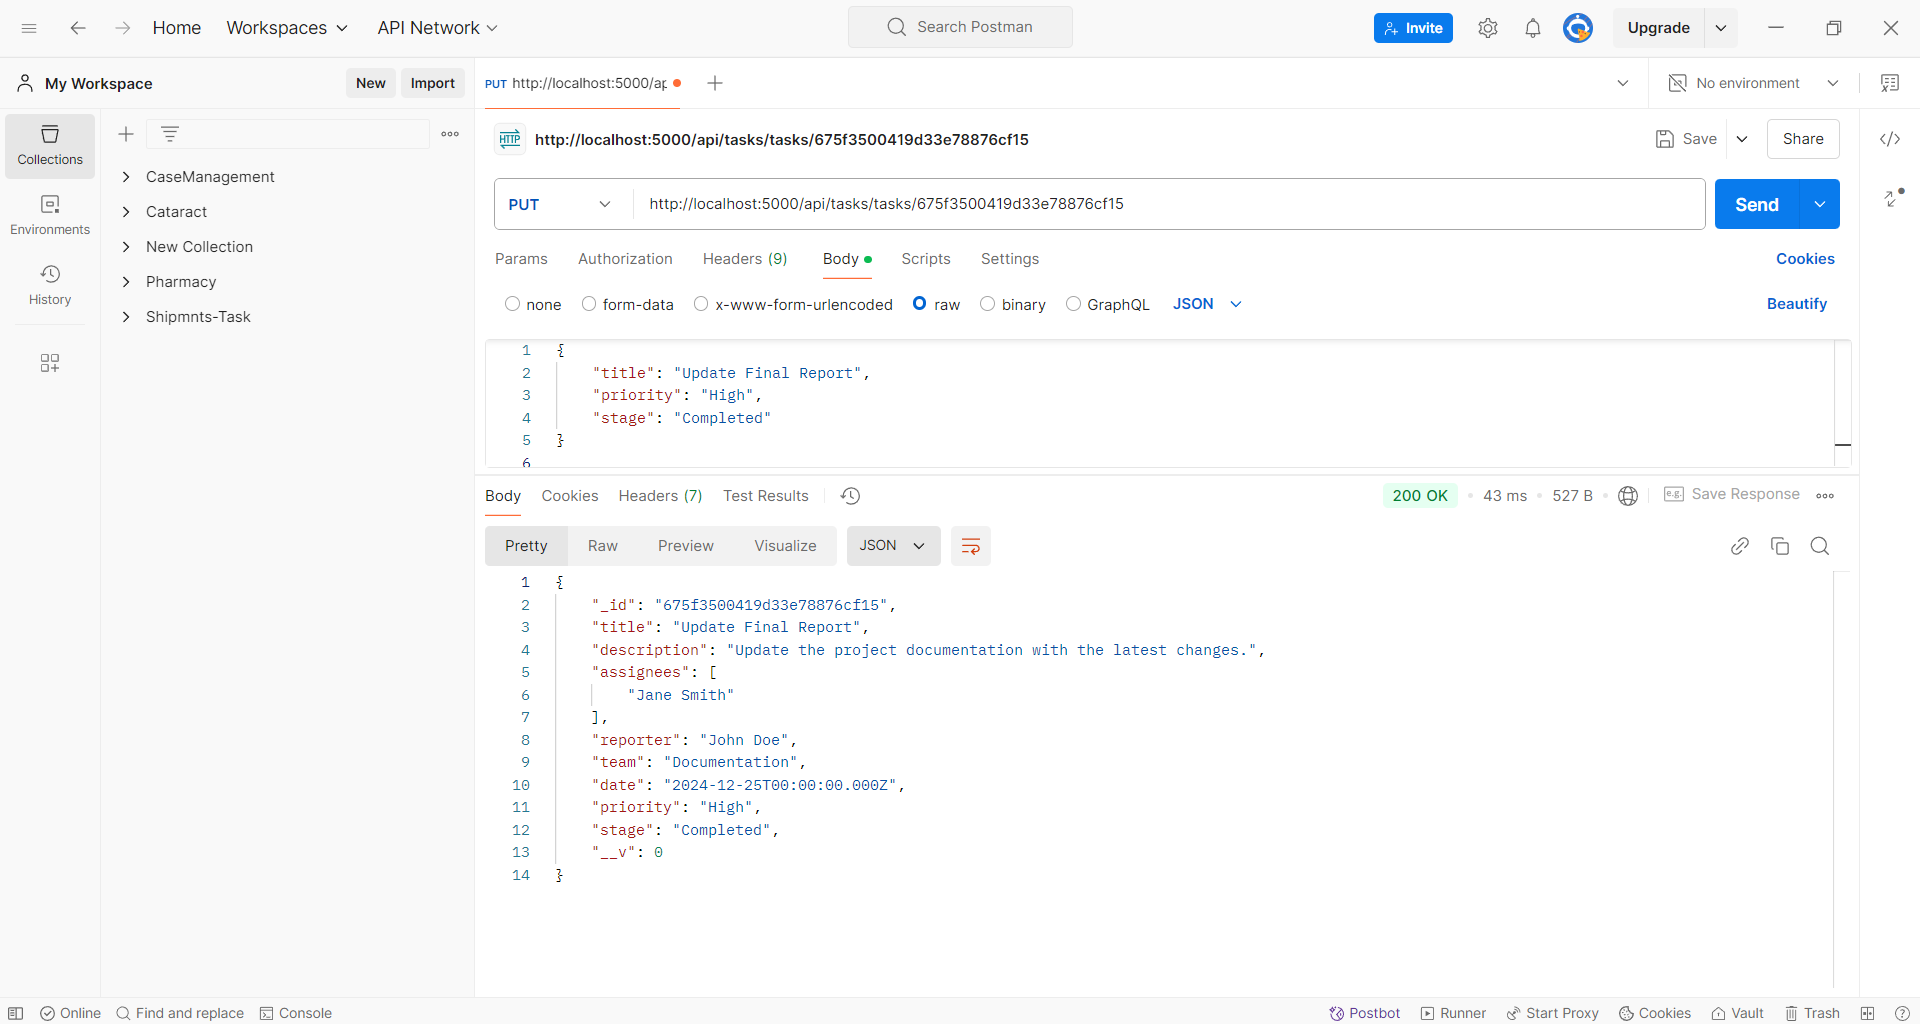 Home Workspaces API Network Search Postman Invite Upgrade
My Workspace New Import PUT http://localhost:5000/ap No environment
Collections
Environments
History
CaseManagement
Cataract
New Collection
Pharmacy
Shipmnts-Task
HTTP http://localhost:5000/api/tasks/tasks/675f3500419d33e78876cf15 Save Share
PUT http://localhost:5000/api/tasks/tasks/675f3500419d33e78876cf15 Send
Params Authorization Headers (9) Body Scripts Settings Cookies
none form-data x-www-form-urlencoded raw binary GraphQL JSON Beautify
1 {
2 "title": "Update Final Report",
3 "priority": "High",
4 "stage": "Completed"
5 }
6
Body Cookies Headers (7) Test Results 200 OK 43 ms 527 B e.g. Save Response
Pretty Raw Preview Visualize JSON
1 {
2 "_id": "675f3500419d33e78876cf15",
3 "title": "Update Final Report",
4 "description": "Update the project documentation with the latest changes.",
5 "assignees": [
6 "Jane Smith"
7 ],
8 "reporter": "John Doe",
9 "team": "Documentation",
10 "date": "2024-12-25T00:00:00.000Z",
11 "priority": "High",
12 "stage": "Completed",
13 "__v": 0
14 }
Online Find and replace Console Postbot Runner Start Proxy Cookies Vault Trash